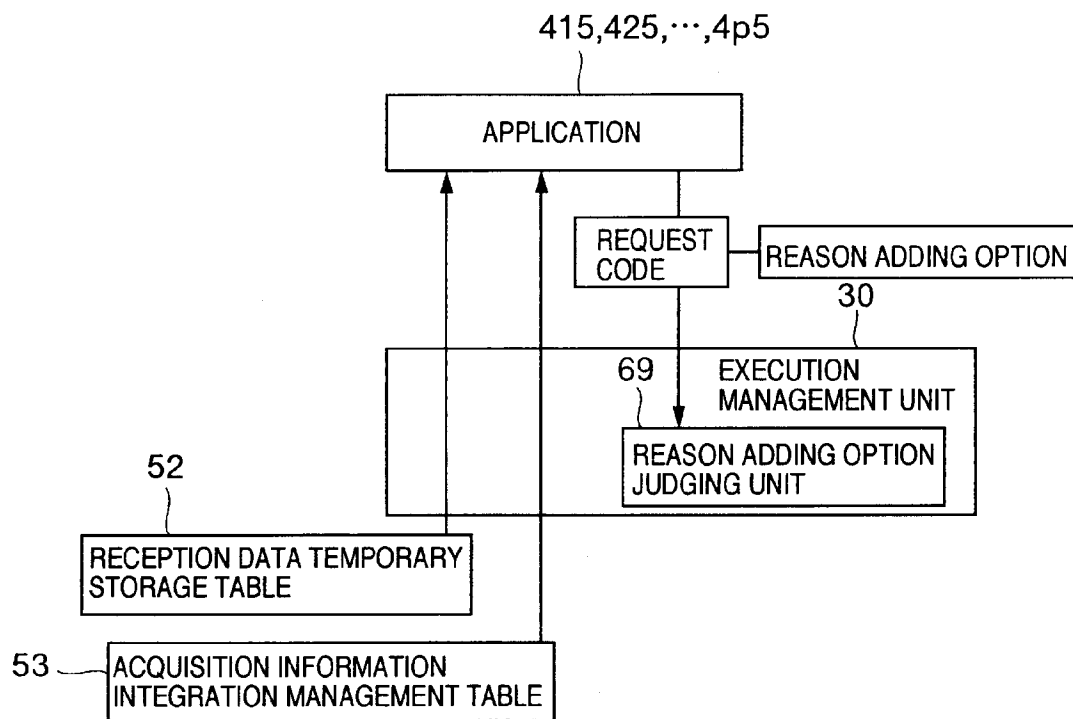 415,425,⋯,4p5
APPLICATION
REQUEST
CODE
REASON ADDING OPTION
30
69
EXECUTION
MANAGEMENT UNIT
REASON ADDING OPTION
JUDGING UNIT
52
RECEPTION DATA TEMPORARY
STORAGE TABLE
53
ACQUISITION INFORMATION
INTEGRATION MANAGEMENT TABLE